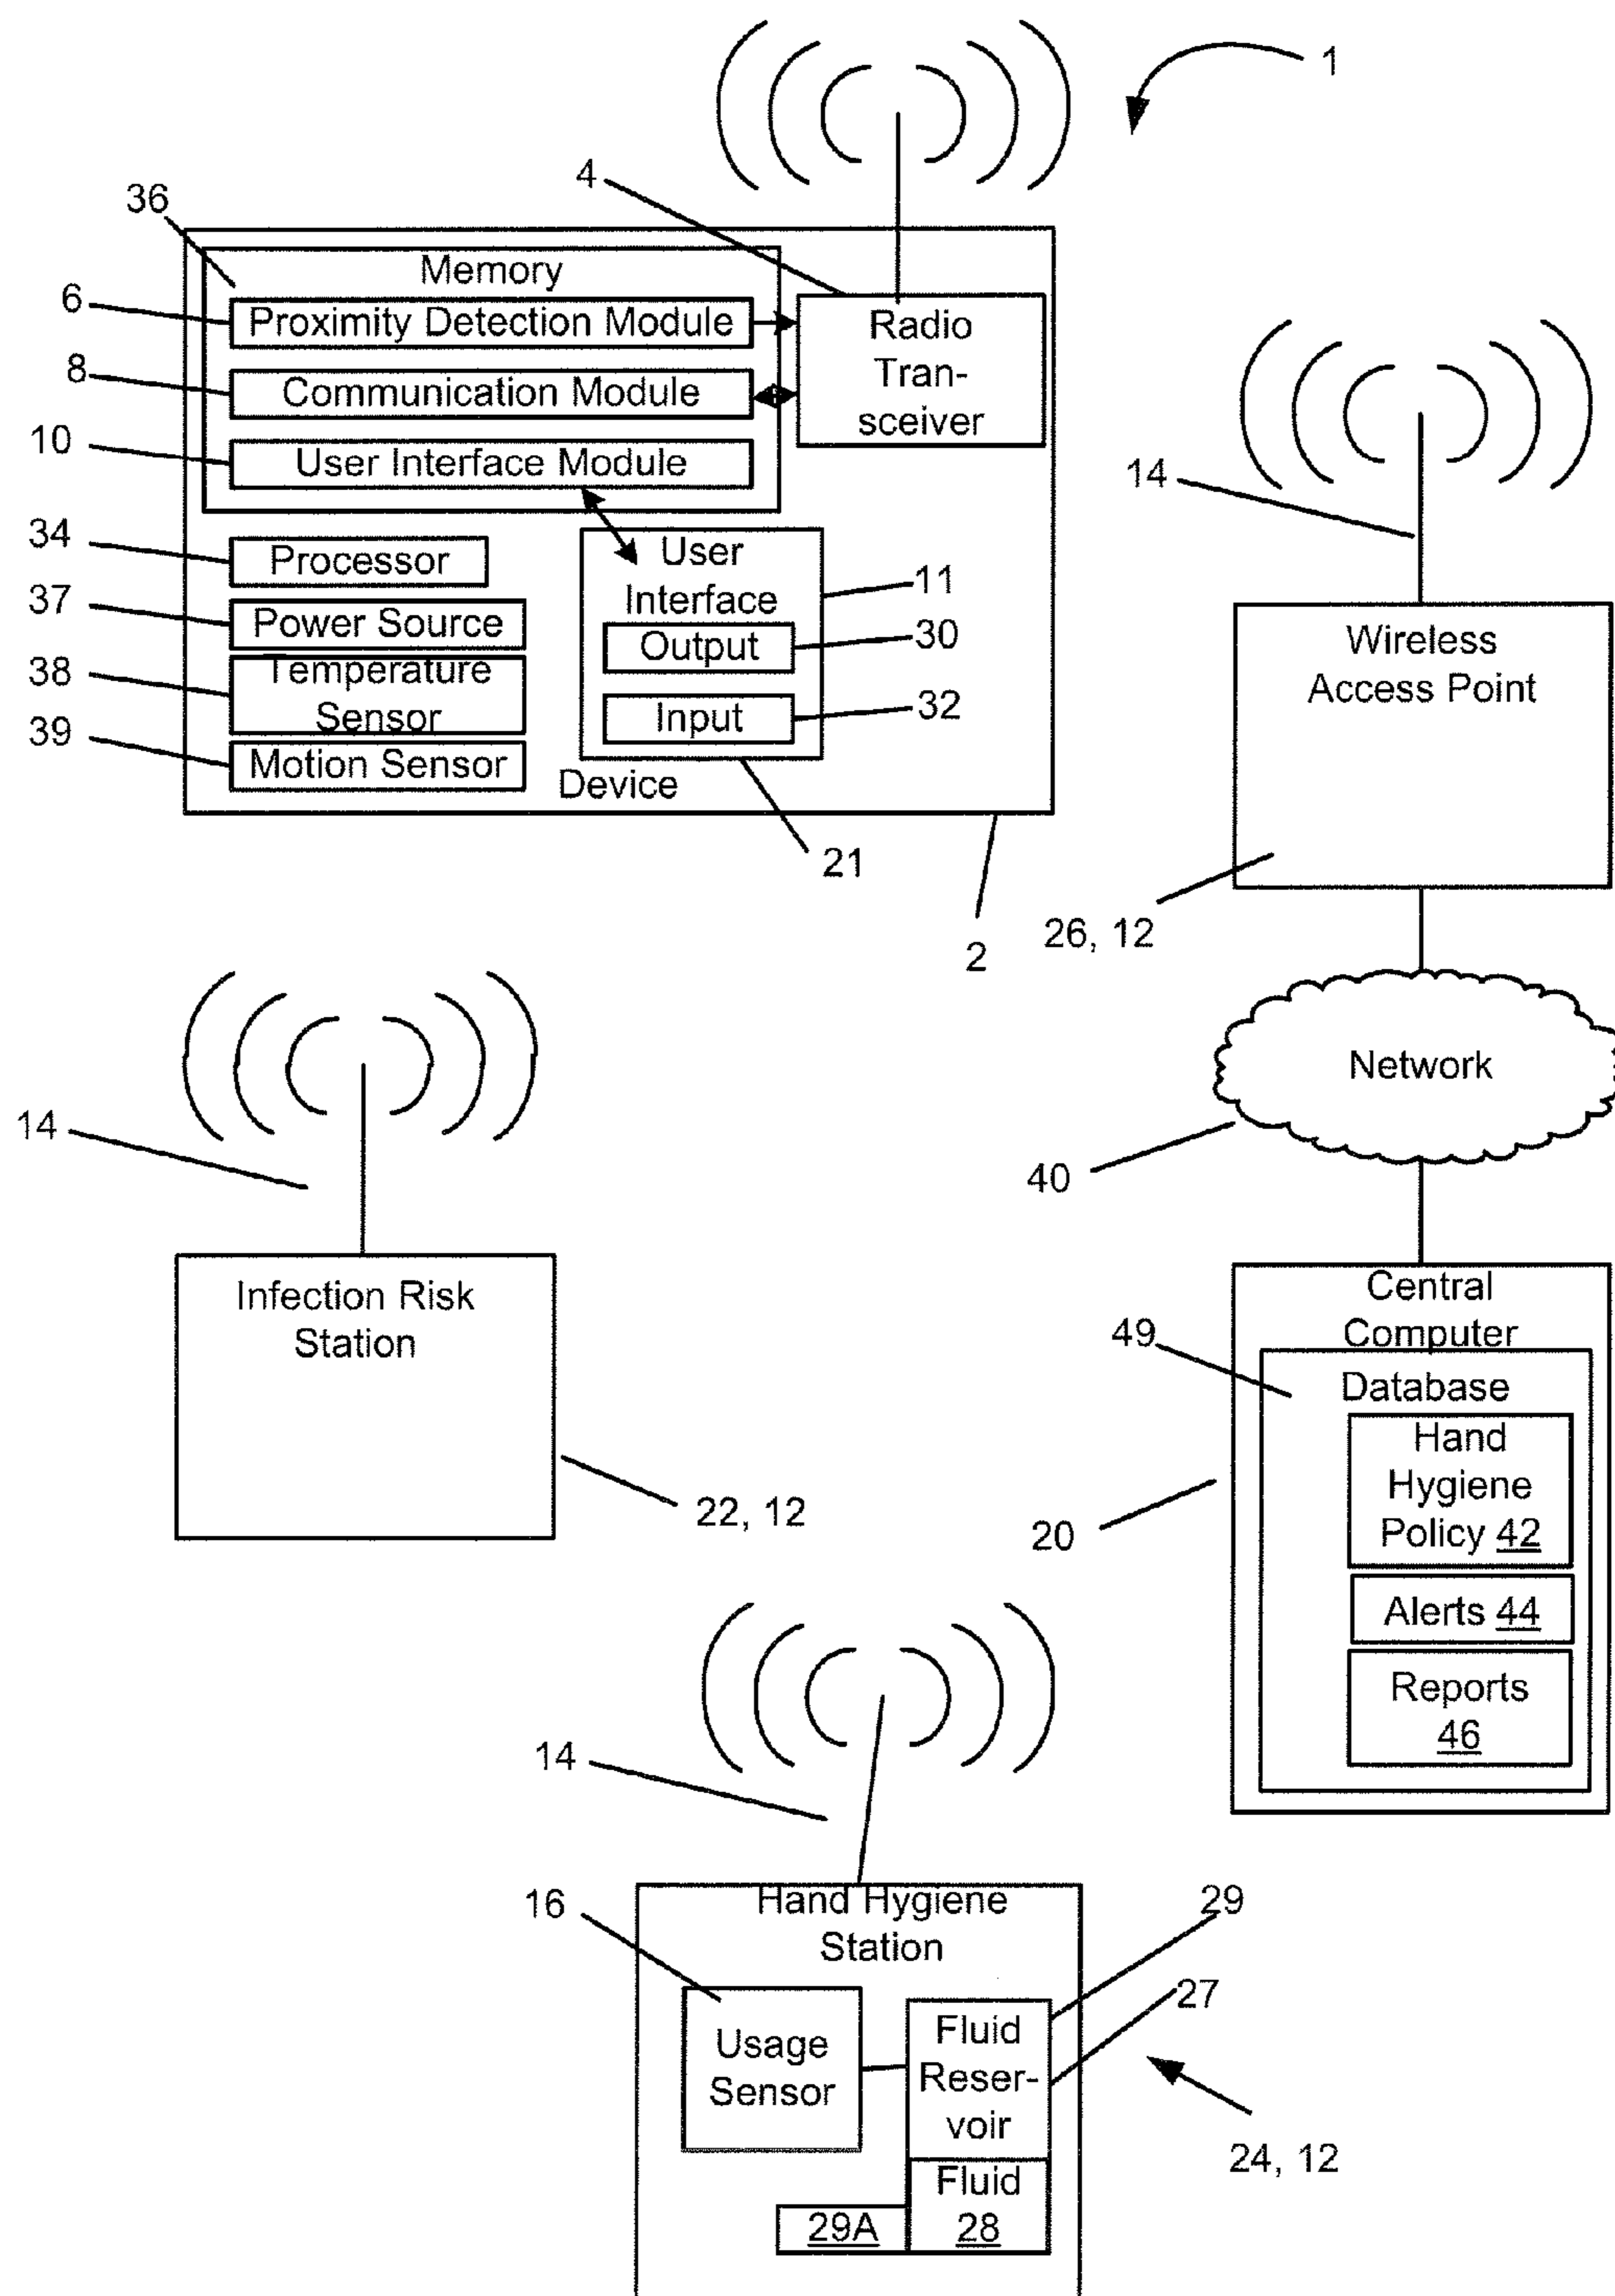 1
4
36
Memory
6
Proximity Detection Module
Radio
Tran-
sceiver
8
Communication Module
10
User Interface Module
14
34
Processor
User
Interface
11
37
Power Source
Output
30
38
Temperature
Sensor
Input
32
39
Motion Sensor
Device
21
2
Wireless
Access Point
26, 12
Network
40
14
Infection Risk
Station
22, 12
Central
Computer
49
Database
Hand
Hygiene
Policy 42
20
Alerts 44
Reports
46
14
Hand Hygiene
Station
16
29
Usage
Sensor
Fluid
Reser-
voir
27
24, 12
Fluid
28
29A